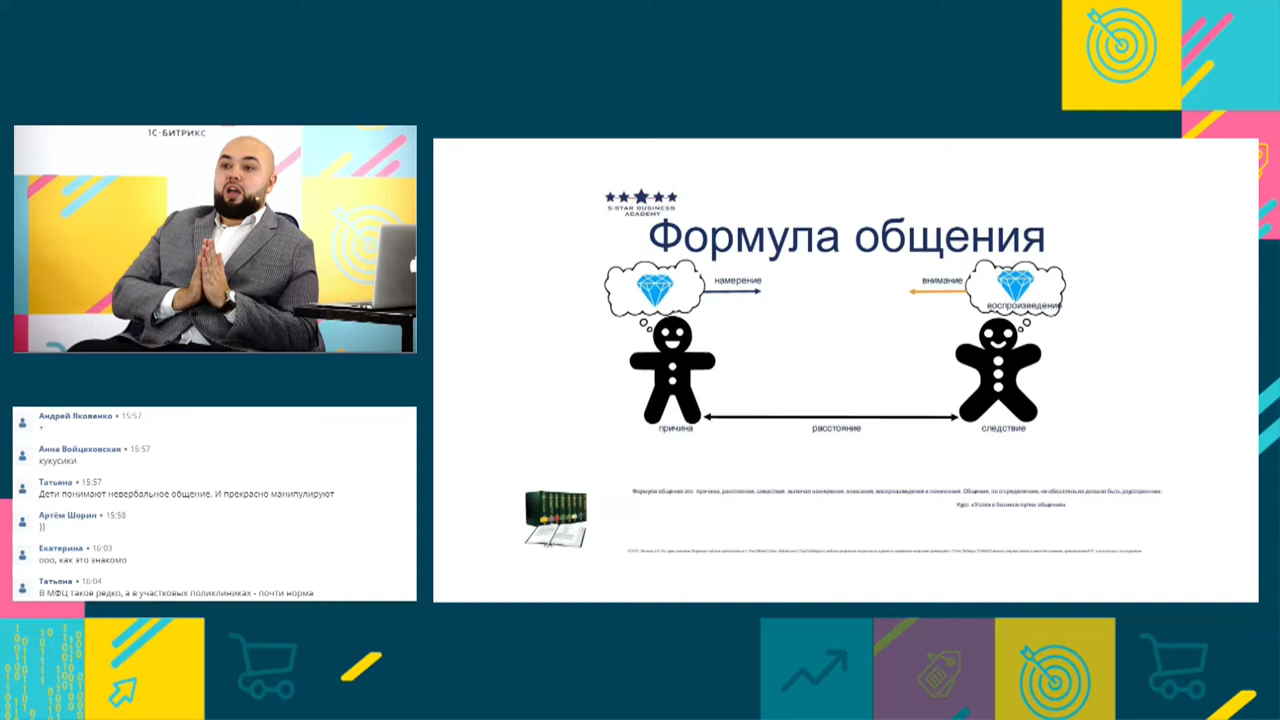 1С-БИТРИКС
5-STAR BUSINESS
ACADEMY
Формула общения
намерение
внимание
воспроизведение
причина
расстояние
следствие
Формула общения это: причина, расстояние, следствие, включая намерение, внимание, воспроизведение и понимание. Общение, по определению, не обязательно должно быть двусторонним.
Курс «Успех в бизнесе путем общения»
Андрей Яковенко • 15:57
+
Анна Войцеховская • 15:57
кукусики
Татьяна • 15:57
Дети понимают невербальное общение. И прекрасно манипулируют
Артём Шорин • 15:58
))
Екатерина • 16:03
ооо, как это знакомо
Татьяна • 16:04
В МФЦ такое редко, а в участковых поликлиниках - почти норма